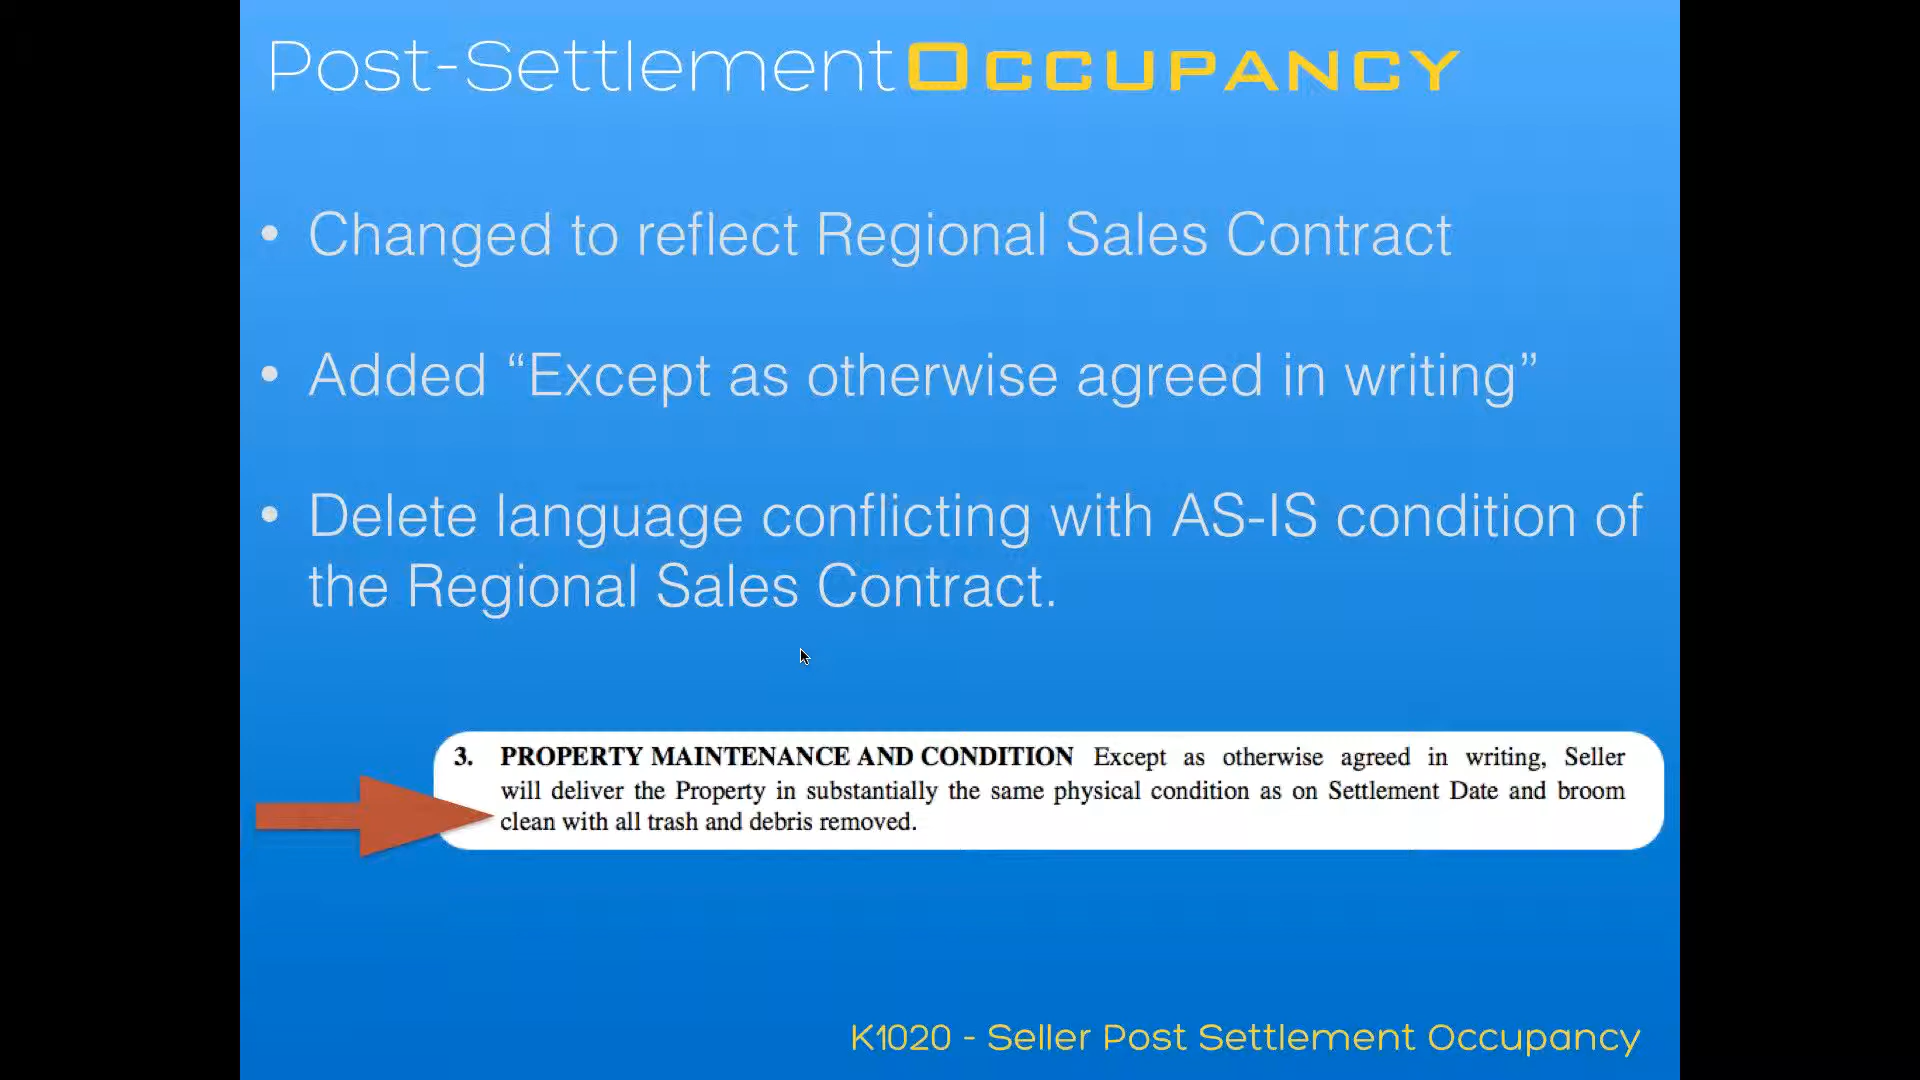 Post-Settlement OCCUPANCY
• Changed to reflect Regional Sales Contract
• Added “Except as otherwise agreed in writing”
• Delete language conflicting with AS-IS condition of
the Regional Sales Contract.
3. PROPERTY MAINTENANCE AND CONDITION Except as otherwise agreed in writing, Seller
will deliver the Property in substantially the same physical condition as on Settlement Date and broom
clean with all trash and debris removed.
K1020 - Seller Post Settlement Occupancy